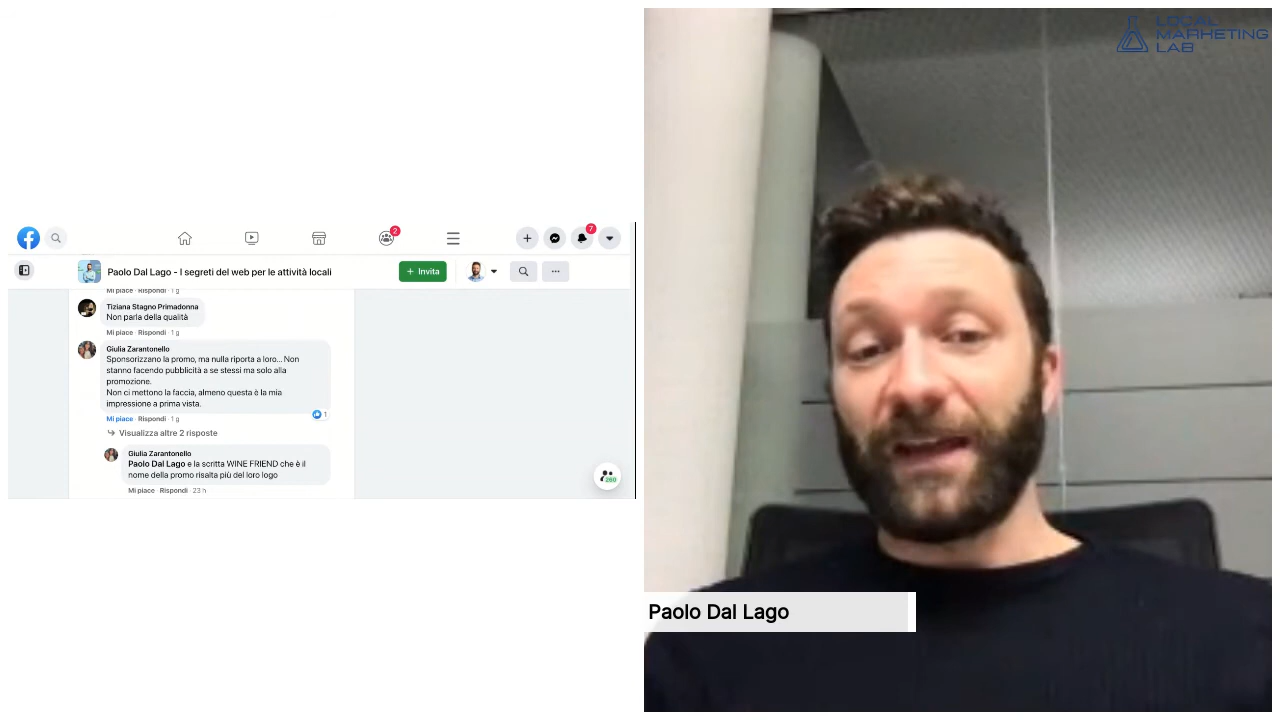 2
7
Paolo Dal Lago - I segreti del web per le attività locali
+ Invita
Mi piace · Rispondi · 1 g
Tiziana Stagno Primadonna
Non parla della qualità
Mi piace · Rispondi · 1 g
Giulia Zarantonello
Sponsorizzano la promo, ma nulla riporta a loro... Non
stanno facendo pubblicità a se stessi ma solo alla
promozione.
Non ci mettono la faccia, almeno questa è la mia
impressione a prima vista.
1
Mi piace · Rispondi · 1 g
Visualizza altre 2 risposte
Giulia Zarantonello
Paolo Dal Lago e la scritta WINE FRIEND che è il
nome della promo risalta più del loro logo
Mi piace · Rispondi · 23 h
260
LOCAL
MARKETING
LAB
Paolo Dal Lago